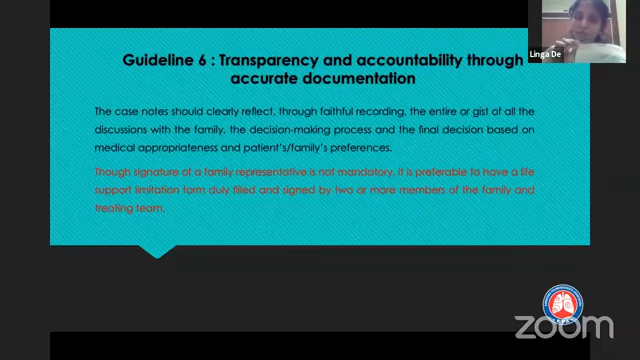 Linga De
Guideline 6 : Transparency and accountability through
accurate documentation
The case notes should clearly reflect, through faithful recording, the entire or gist of all the
discussions with the family, the decision-making process and the final decision based on
medical appropriateness and patient's/family's preferences.
Though signature of a family representative is not mandatory, it is preferable to have a life
support limitation form duly filled and signed by two or more members of the family and
treating team.
zoom